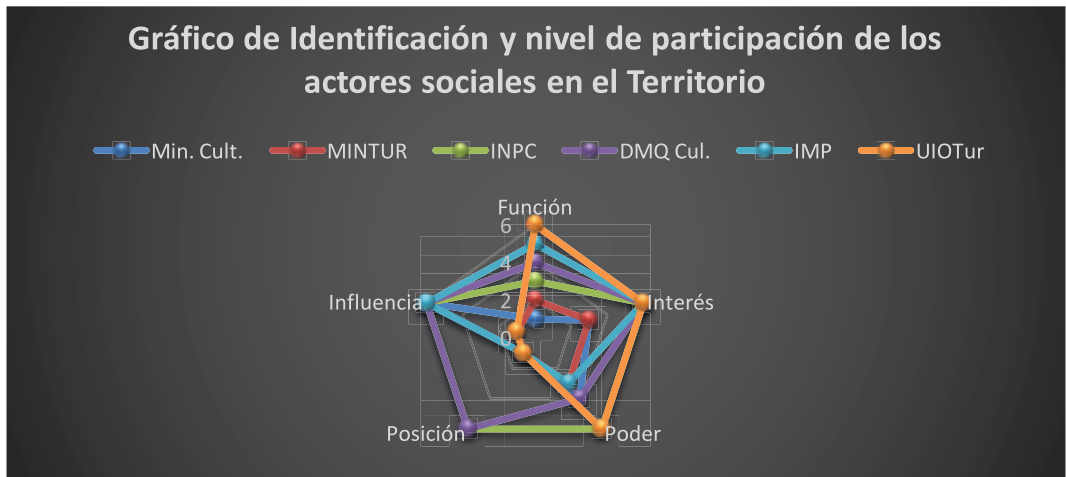 Gráfico de Identificación y nivel de participación de los
actores sociales en el Territorio
Min. Cult. MINTUR INPC DMQ Cul. IMP UIOTur
Función
6
4
2
0
Influencia Interés
Posición Poder